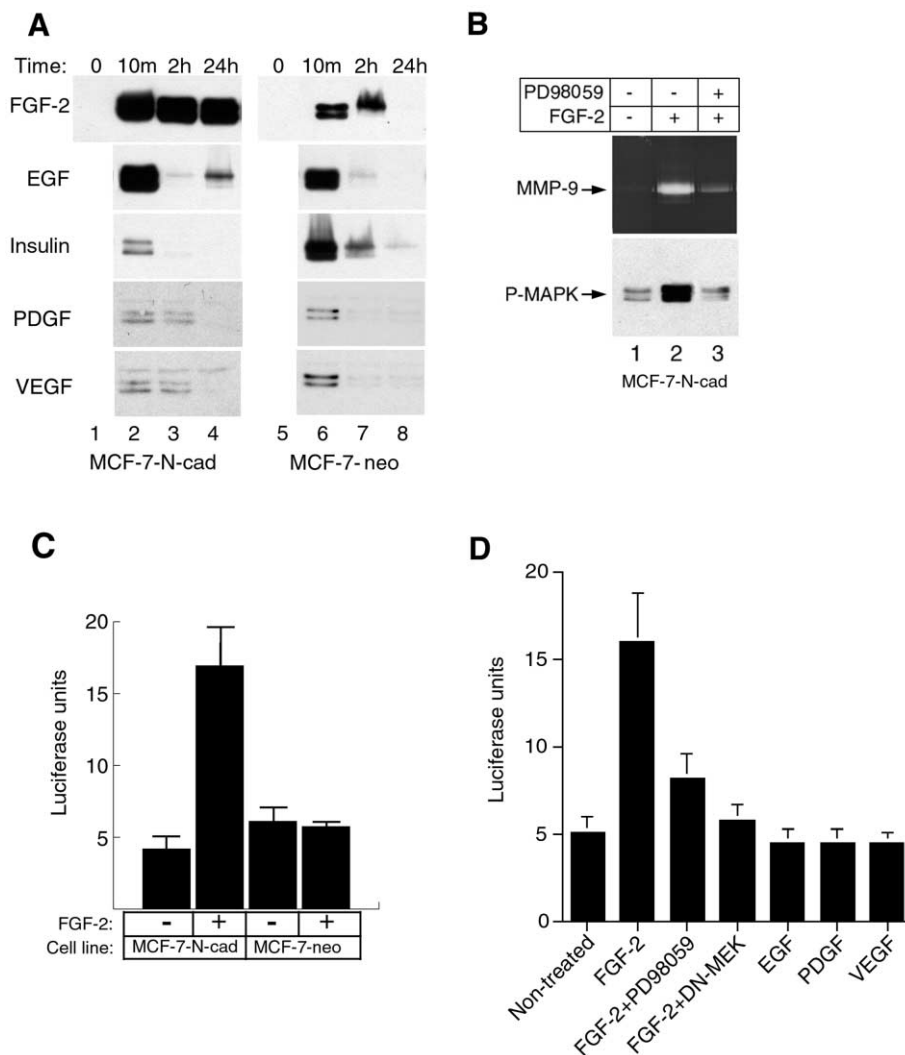 A
Time: 0 10m 2h 24h 0 10m 2h 24h
FGF-2
EGF
Insulin
PDGF
VEGF
1 2 3 4 5 6 7 8
MCF-7-N-cad MCF-7- neo
B
PD98059 - - +
FGF-2 - + +
MMP-9
P-MAPK
1 2 3
MCF-7-N-cad
C
Luciferase units
20
15
10
5
FGF-2: - + - +
Cell line: MCF-7-N-cad MCF-7-neo
D
Luciferase units
20
15
10
5
0
Non-treated
FGF-2
FGF-2+PD98059
FGF-2+DN-MEK
EGF
PDGF
VEGF